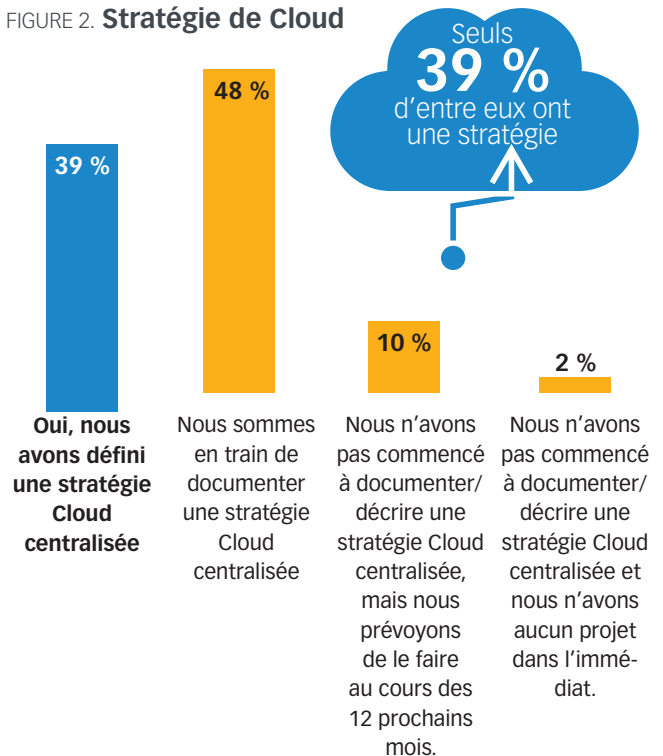 FIGURE 2. Stratégie de Cloud
Seuls
39 %
d'entre eux ont
une stratégie
39 %
48 %
10 %
2 %
Oui, nous
avons défini
une stratégie
Cloud
centralisée
Nous sommes
en train de
documenter
une stratégie
Cloud
centralisée
Nous n'avons
pas commencé
à documenter/
décrire une
stratégie Cloud
centralisée,
mais nous
prévoyons
de le faire
au cours des
12 prochains
mois.
Nous n'avons
pas commencé
à documenter/
décrire une
stratégie Cloud
centralisée et
nous n'avons
aucun projet
dans l'immé-
diat.